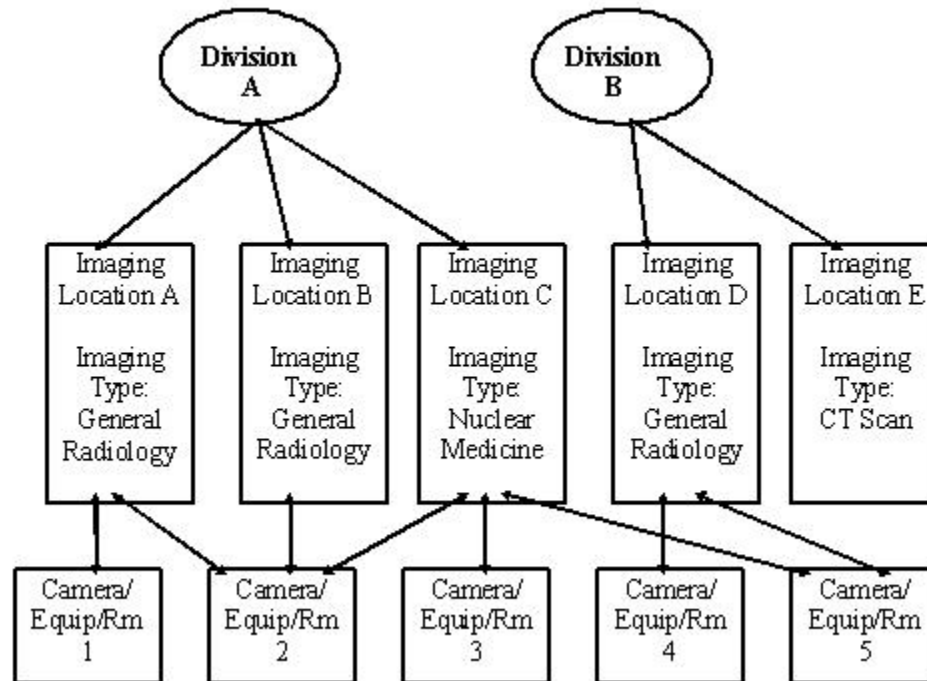 Division
A
Division
B
Imaging
Location A
Imaging
Type:
General
Radiology
Imaging
Location B
Imaging
Type:
General
Radiology
Imaging
Location C
Imaging
Type:
Nuclear
Medicine
Imaging
Location D
Imaging
Type:
General
Radiology
Imaging
Location E
Imaging
Type:
CT Scan
Camera/
Equip/Rm
1
Camera/
Equip/Rm
2
Camera/
Equip/Rm
3
Camera/
Equip/Rm
4
Camera/
Equip/Rm
5